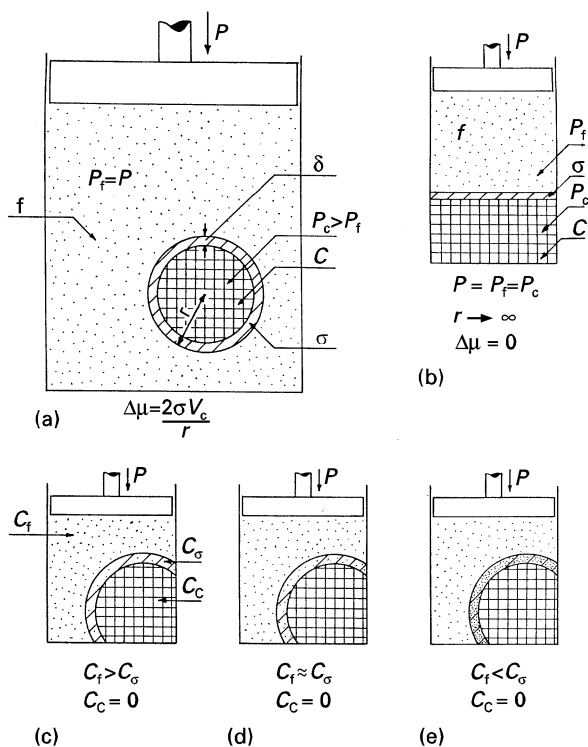 P
P_f=P
δ
f
P_c>P_f
C
r
σ
(a)
Δμ=2σV_c/r
P
f
P_f
σ
P_c
C
P = P_f=P_c
r → ∞
Δμ = 0
(b)
P
C_f
C_σ
C_C
C_f>C_σ
C_C = 0
(c)
P
C_f≈C_σ
C_C = 0
(d)
P
C_f<C_σ
C_C = 0
(e)